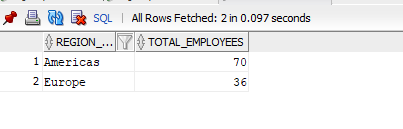 SQL | All Rows Fetched: 2 in 0.097 seconds
REGION_... TOTAL_EMPLOYEES
1 Americas 70
2 Europe 36